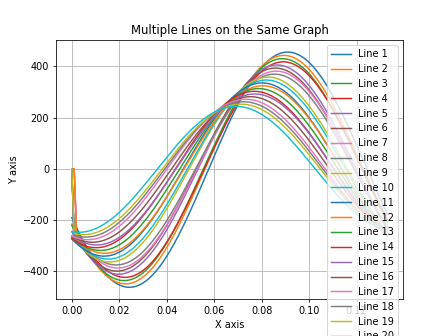 Multiple Lines on the Same Graph
400
200
0
−200
−400
Y axis
0.00
0.02
0.04
0.06
0.08
0.10
X axis
Line 1
Line 2
Line 3
Line 4
Line 5
Line 6
Line 7
Line 8
Line 9
Line 10
Line 11
Line 12
Line 13
Line 14
Line 15
Line 16
Line 17
Line 18
Line 19
Line 20